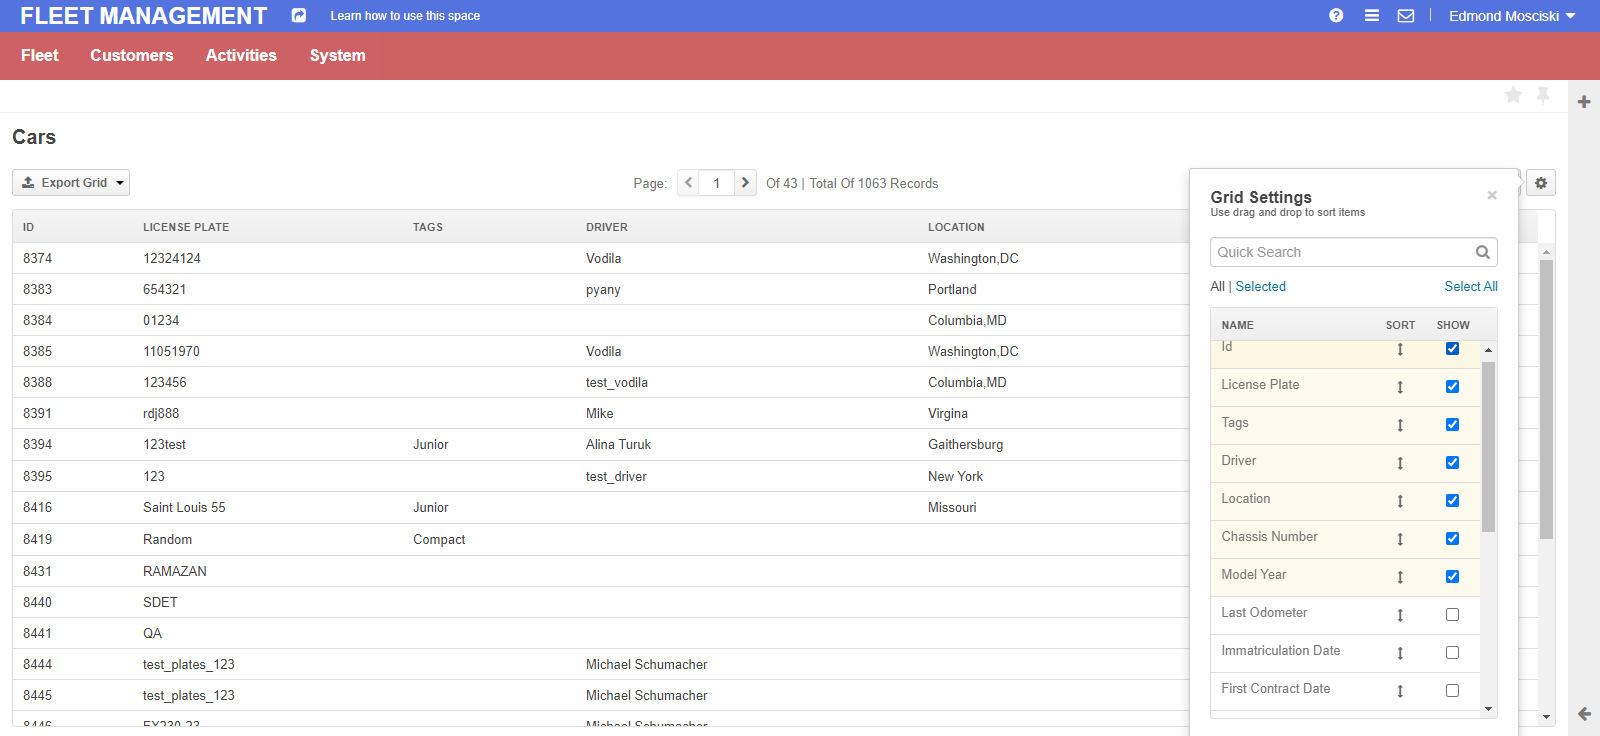 FLEET MANAGEMENT Learn how to use this space Edmond Mosciski
Fleet Customers Activities System
Cars
Export Grid Page: 1 Of 43 | Total Of 1063 Records
ID LICENSE PLATE TAGS DRIVER LOCATION
8374 12324124 Vodila Washington,DC
8383 654321 pyany Portland
8384 01234 Columbia,MD
8385 11051970 Vodila Washington,DC
8388 123456 test_vodila Columbia,MD
8391 rdj888 Mike Virgina
8394 123test Junior Alina Turuk Gaithersburg
8395 123 test_driver New York
8416 Saint Louis 55 Junior Missouri
8419 Random Compact
8431 RAMAZAN
8440 SDET
8441 QA
8444 test_plates_123 Michael Schumacher
8445 test_plates_123 Michael Schumacher
8446 EX230-23 Michael Schumacher
Grid Settings
Use drag and drop to sort items
Quick Search
All | Selected Select All
NAME SORT SHOW
Id
License Plate
Tags
Driver
Location
Chassis Number
Model Year
Last Odometer
Immatriculation Date
First Contract Date